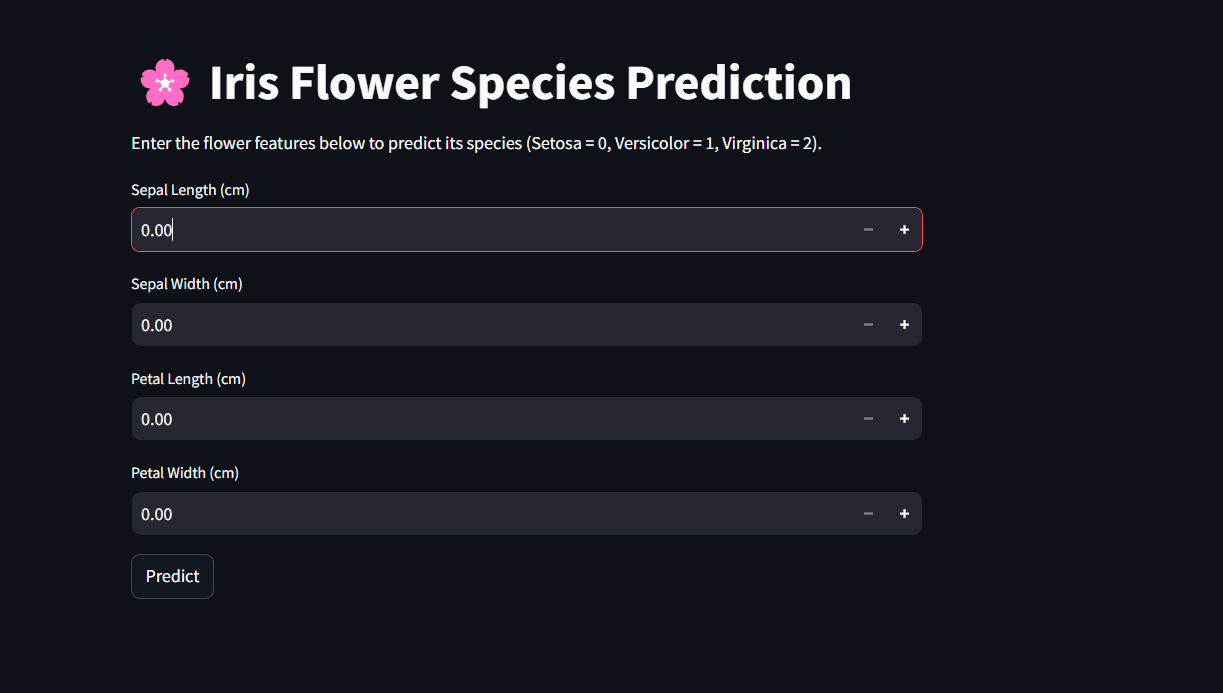 Iris Flower Species Prediction
Enter the flower features below to predict its species (Setosa = 0, Versicolor = 1, Virginica = 2).
Sepal Length (cm)
0.00
Sepal Width (cm)
0.00
Petal Length (cm)
0.00
Petal Width (cm)
0.00
Predict